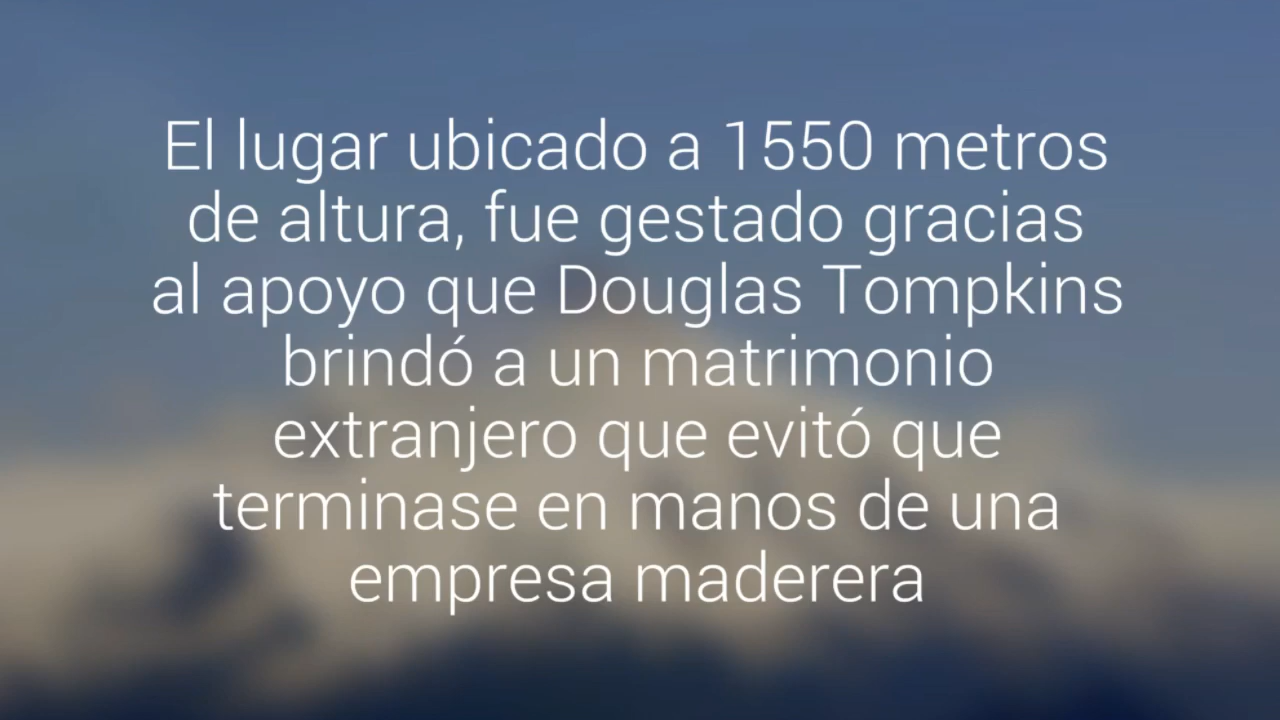 El lugar ubicado a 1550 metros
de altura, fue gestado gracias
al apoyo que Douglas Tompkins
brindó a un matrimonio
extranjero que evitó que
terminase en manos de una
empresa maderera